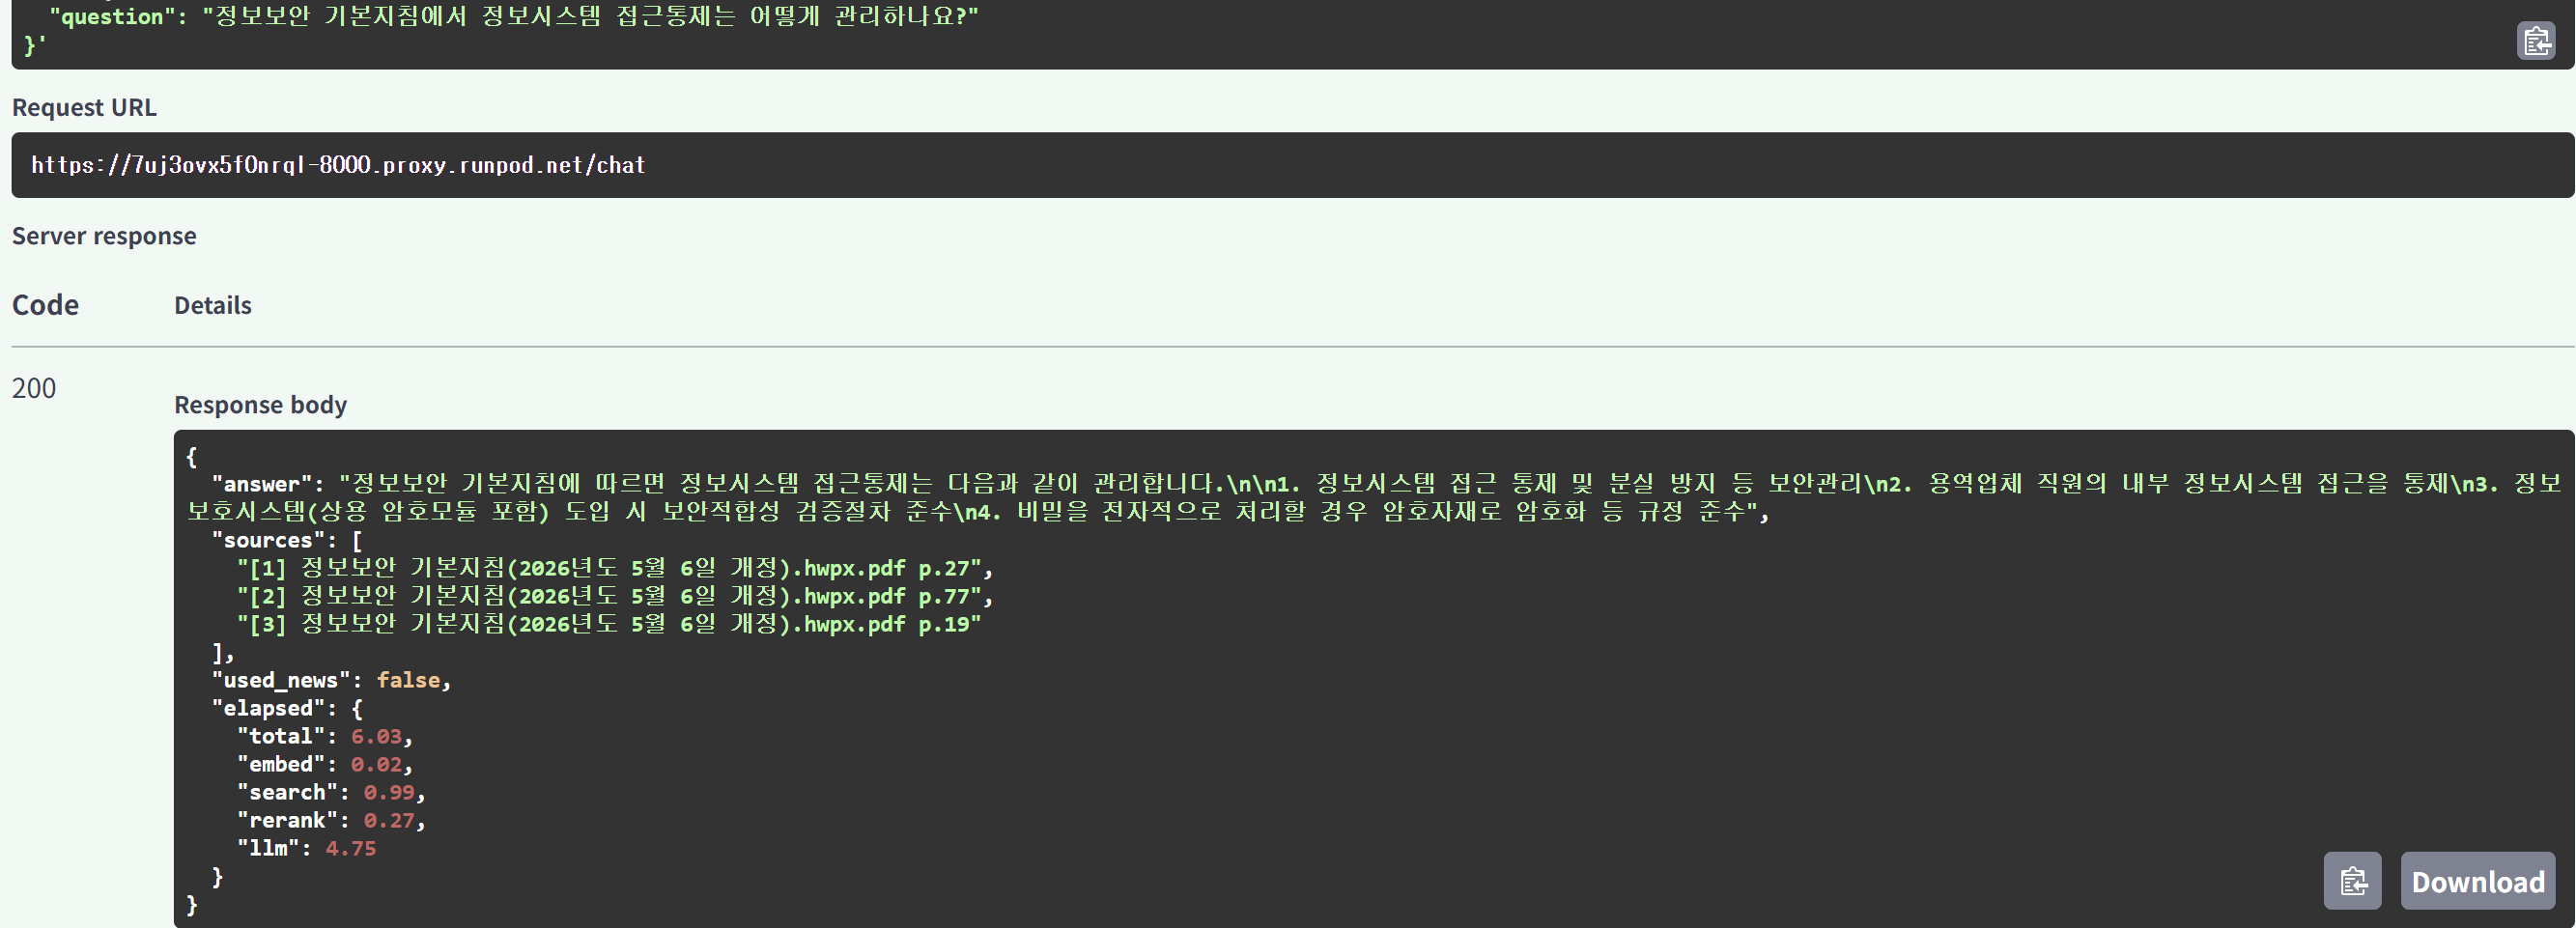 "question": "정보보안 기본지침에서 정보시스템 접근통제는 어떻게 관리하나요?"
}'
Request URL
https://7uj3ovx5f0nrql-8000.proxy.runpod.net/chat
Server response
Code Details
200
Response body
{
"answer": "정보보안 기본지침에 따르면 정보시스템 접근통제는 다음과 같이 관리합니다.\n\n1. 정보시스템 접근 통제 및 분실 방지 등 보안관리\n2. 용역업체 직원의 내부 정보시스템 접근을 통제\n3. 정보
보호시스템(상용 암호모듈 포함) 도입 시 보안적합성 검증절차 준수\n4. 비밀을 전자적으로 처리할 경우 암호자재로 암호화 등 규정 준수",
"sources": [
"[1] 정보보안 기본지침(2026년도 5월 6일 개정).hwpx.pdf p.27",
"[2] 정보보안 기본지침(2026년도 5월 6일 개정).hwpx.pdf p.77",
"[3] 정보보안 기본지침(2026년도 5월 6일 개정).hwpx.pdf p.19"
],
"used_news": false,
"elapsed": {
"total": 6.03,
"embed": 0.02,
"search": 0.99,
"rerank": 0.27,
"llm": 4.75
}
}
Download